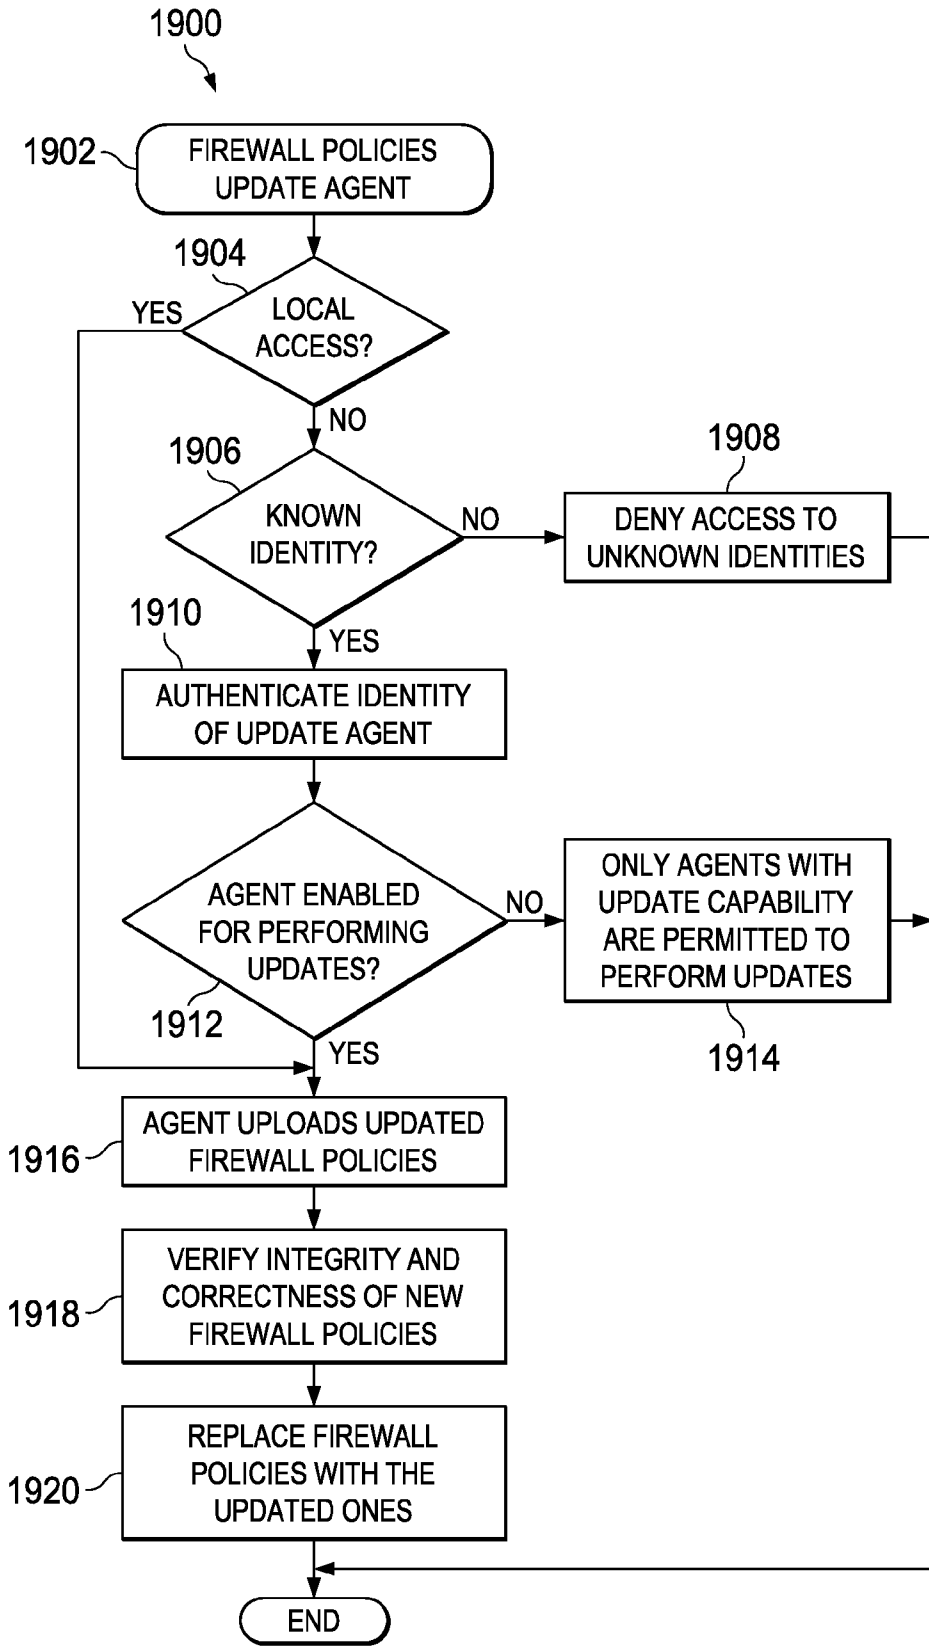 1900
1902
FIREWALL POLICIES
UPDATE AGENT
1904
YES
LOCAL
ACCESS?
NO
1906
KNOWN
IDENTITY?
NO
1908
DENY ACCESS TO
UNKNOWN IDENTITIES
YES
1910
AUTHENTICATE IDENTITY
OF UPDATE AGENT
AGENT ENABLED
FOR PERFORMING
UPDATES?
1912
NO
ONLY AGENTS WITH
UPDATE CAPABILITY
ARE PERMITTED TO
PERFORM UPDATES
1914
YES
1916
AGENT UPLOADS UPDATED
FIREWALL POLICIES
1918
VERIFY INTEGRITY AND
CORRECTNESS OF NEW
FIREWALL POLICIES
1920
REPLACE FIREWALL
POLICIES WITH THE
UPDATED ONES
END